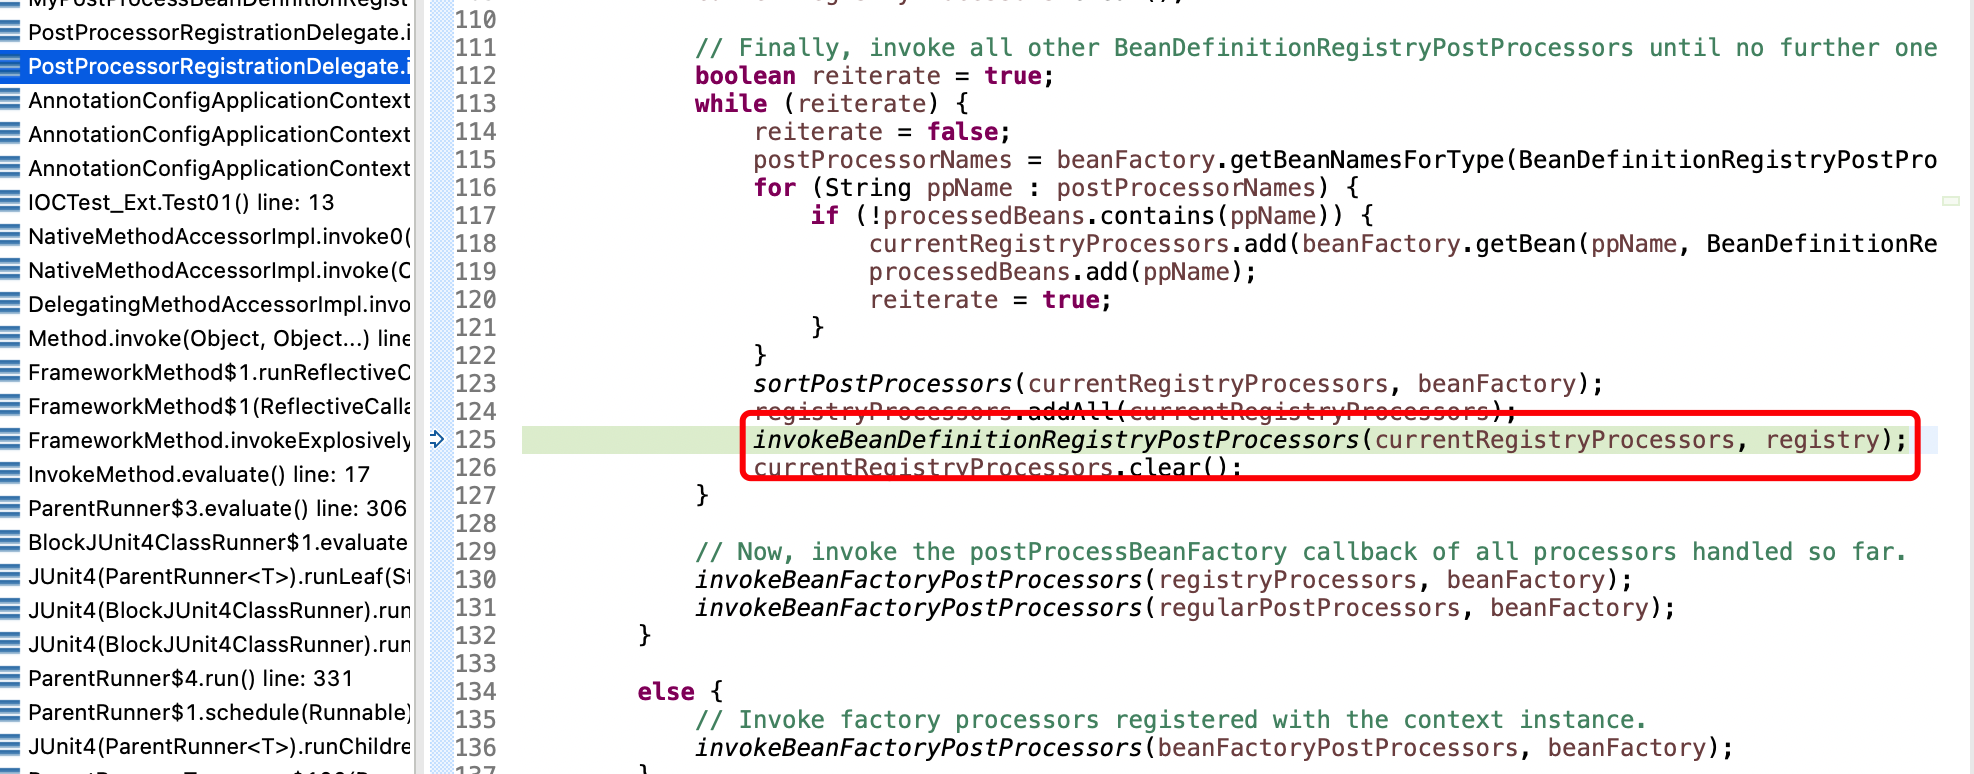 PostProcessorRegistrationDelegate.i
PostProcessorRegistrationDelegate.i
AnnotationConfigApplicationContext
AnnotationConfigApplicationContext
AnnotationConfigApplicationContext
IOCTest_Ext.Test01() line: 13
NativeMethodAccessorImpl.invoke0(
NativeMethodAccessorImpl.invoke(O
DelegatingMethodAccessorImpl.invo
Method.invoke(Object, Object...) line
FrameworkMethod$1.runReflectiveC
FrameworkMethod$1(ReflectiveCalla
FrameworkMethod.invokeExplosively
InvokeMethod.evaluate() line: 17
ParentRunner$3.evaluate() line: 306
BlockJUnit4ClassRunner$1.evaluate
JUnit4(ParentRunner<T>).runLeaf(St
JUnit4(BlockJUnit4ClassRunner).run
JUnit4(BlockJUnit4ClassRunner).run
ParentRunner$4.run() line: 331
ParentRunner$1.schedule(Runnable)
JUnit4(ParentRunner<T>).runChildre
110
111 // Finally, invoke all other BeanDefinitionRegistryPostProcessors until no further one
112 boolean reiterate = true;
113 while (reiterate) {
114 reiterate = false;
115 postProcessorNames = beanFactory.getBeanNamesForType(BeanDefinitionRegistryPostPro
116 for (String ppName : postProcessorNames) {
117 if (!processedBeans.contains(ppName)) {
118 currentRegistryProcessors.add(beanFactory.getBean(ppName, BeanDefinitionRe
119 processedBeans.add(ppName);
120 reiterate = true;
121 }
122 }
123 sortPostProcessors(currentRegistryProcessors, beanFactory);
124 registryProcessors.addAll(currentRegistryProcessors);
125 invokeBeanDefinitionRegistryPostProcessors(currentRegistryProcessors, registry);
126 currentRegistryProcessors.clear();
127 }
128
129 // Now, invoke the postProcessBeanFactory callback of all processors handled so far.
130 invokeBeanFactoryPostProcessors(registryProcessors, beanFactory);
131 invokeBeanFactoryPostProcessors(regularPostProcessors, beanFactory);
132 }
133
134 else {
135 // Invoke factory processors registered with the context instance.
136 invokeBeanFactoryPostProcessors(beanFactoryPostProcessors, beanFactory);
137 }